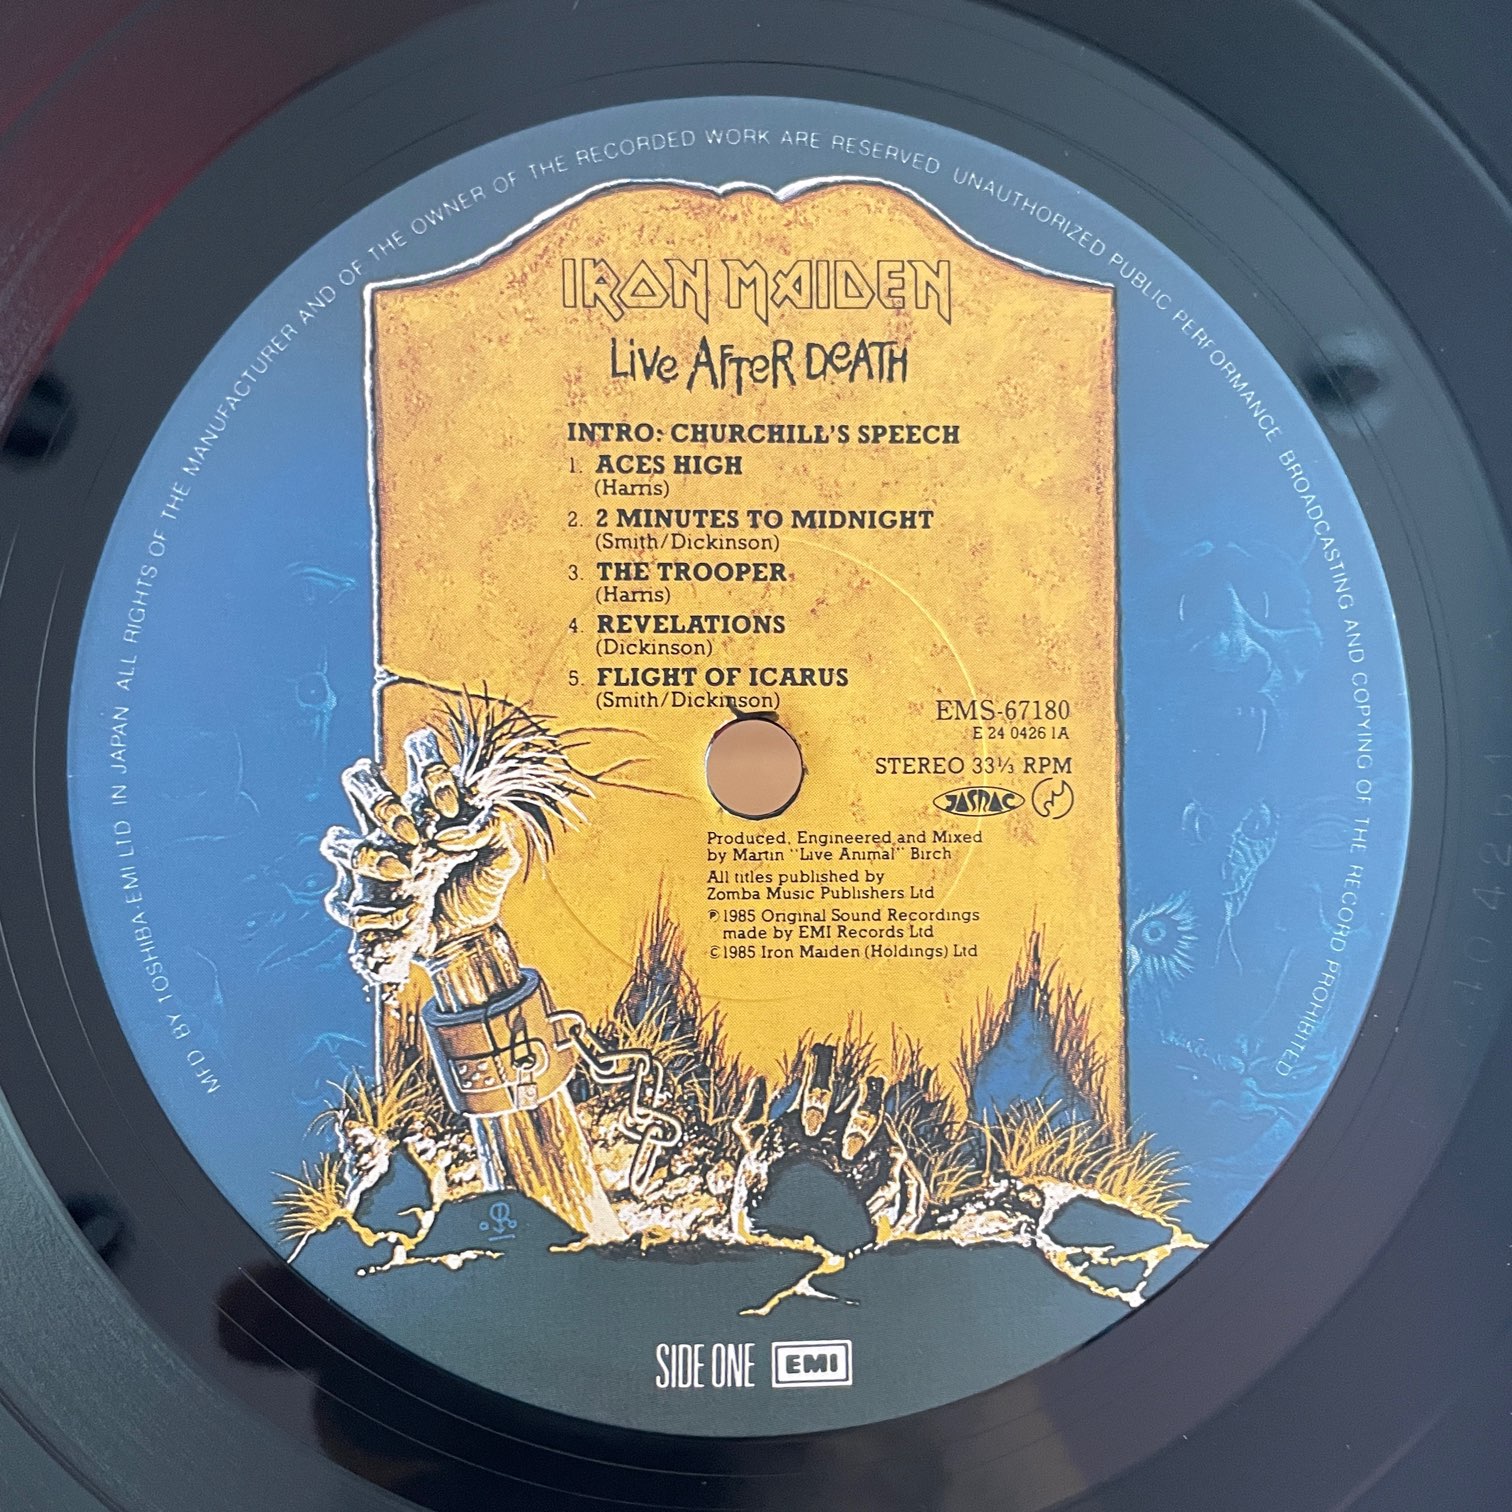 MFD BY TOSHIBA-EMI LTD IN JAPAN ALL RIGHTS OF THE MANUFACTURER AND OF THE OWNER OF THE RECORDED WORK ARE RESERVED UNAUTHORIZED PUBLIC PERFORMANCE BROADCASTING AND COPYING OF THE RECORD PROHIBITED
IRON MAIDEN
LiVe AFTeR DeATH
INTRO: CHURCHILL'S SPEECH
1. ACES HIGH
(Harris)
2. 2 MINUTES TO MIDNIGHT
(Smith/Dickinson)
3. THE TROOPER
(Harris)
4. REVELATIONS
(Dickinson)
5. FLIGHT OF ICARUS
(Smith/Dickinson)
EMS-67180
E 24 0426 1A
STEREO 33⅓ RPM
JASRAC
Produced, Engineered and Mixed
by Martin "Live Animal" Birch
All titles published by
Zomba Music Publishers Ltd
℗ 1985 Original Sound Recordings
made by EMI Records Ltd
© 1985 Iron Maiden (Holdings) Ltd
SIDE ONE EMI